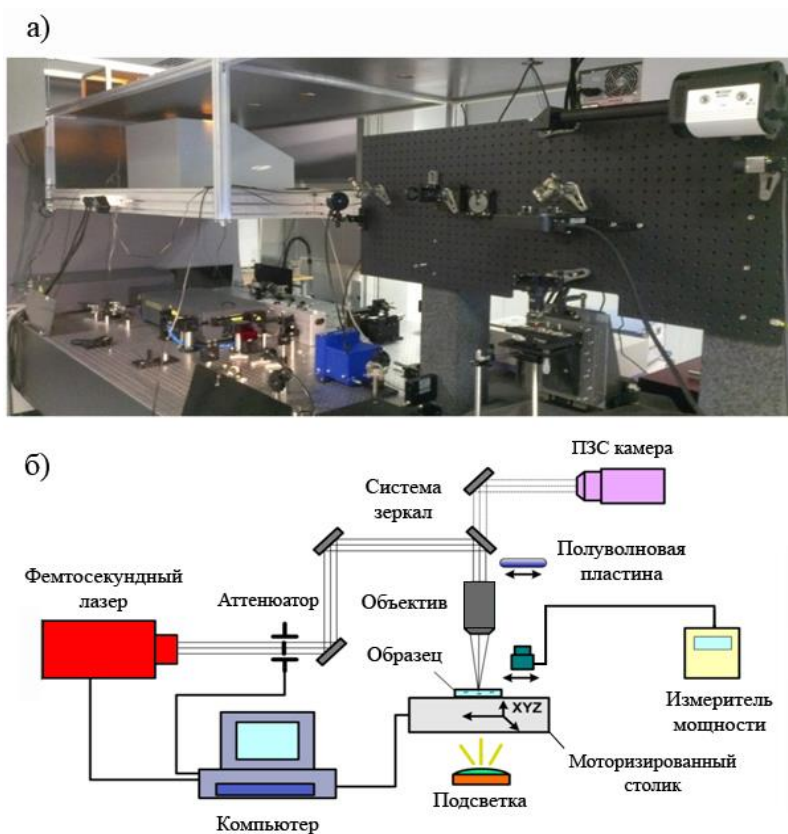 а)
б)
ПЗС камера
Система
зеркал
Полуволновая
пластина
Фемтосекундный
лазер
Аттенюатор
Объектив
Образец
XYZ
Измеритель
мощности
Моторизированный
столик
Подсветка
Компьютер